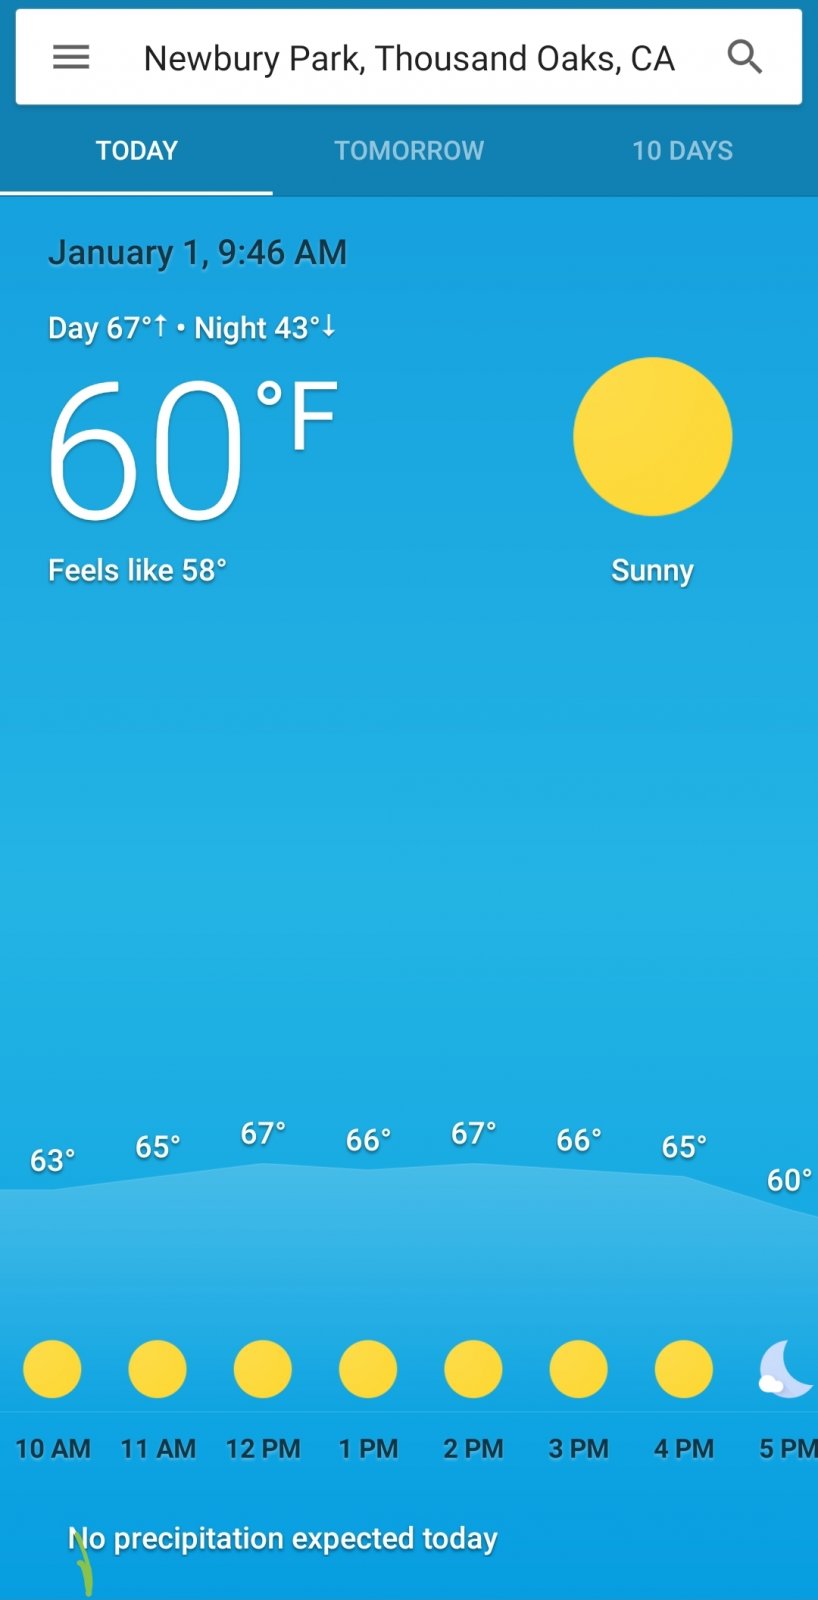 Newbury Park, Thousand Oaks, CA
TODAY TOMORROW 10 DAYS
January 1, 9:46 AM
Day 67°↑ • Night 43°↓
60°F
Feels like 58°
Sunny
63° 65° 67° 66° 67° 66° 65° 60°
10 AM 11 AM 12 PM 1 PM 2 PM 3 PM 4 PM 5 PM
No precipitation expected today